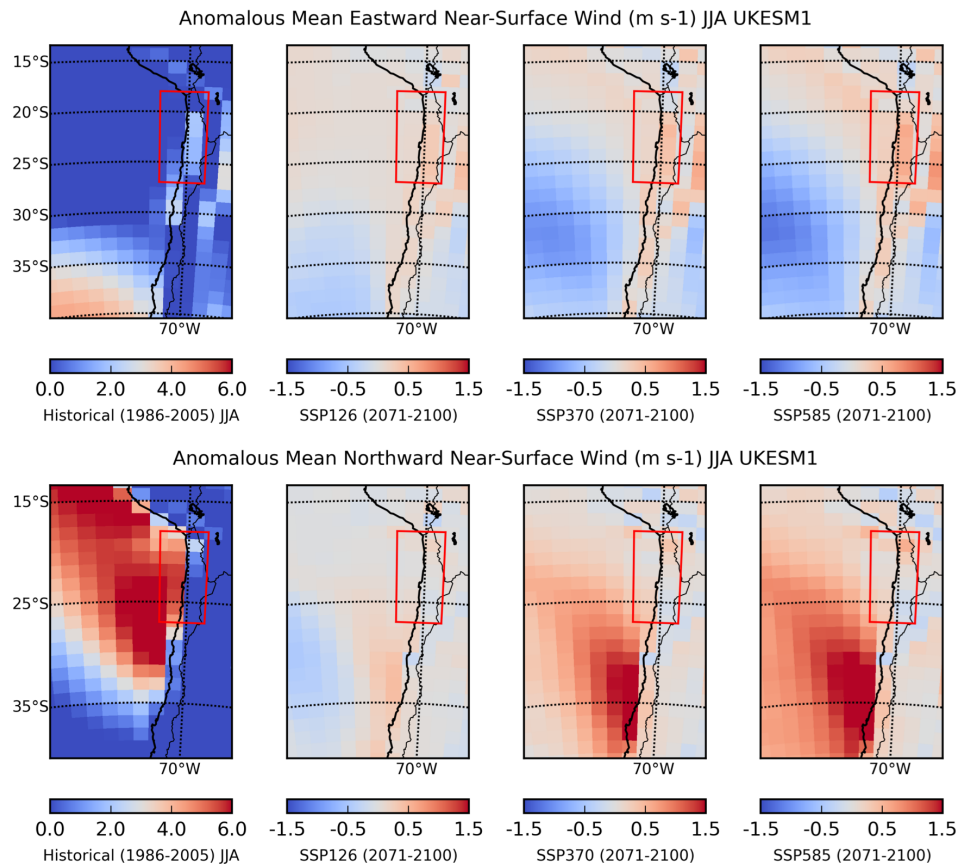 Anomalous Mean Eastward Near-Surface Wind (m s-1) JJA UKESM1
15°S
20°S
25°S
30°S
35°S
70°W 70°W 70°W 70°W
0.0 2.0 4.0 6.0 -1.5 -0.5 0.5 1.5 -1.5 -0.5 0.5 1.5 -1.5 -0.5 0.5 1.5
Historical (1986-2005) JJA SSP126 (2071-2100) SSP370 (2071-2100) SSP585 (2071-2100)
Anomalous Mean Northward Near-Surface Wind (m s-1) JJA UKESM1
15°S
25°S
35°S
70°W 70°W 70°W 70°W
0.0 2.0 4.0 6.0 -1.5 -0.5 0.5 1.5 -1.5 -0.5 0.5 1.5 -1.5 -0.5 0.5 1.5
Historical (1986-2005) JJA SSP126 (2071-2100) SSP370 (2071-2100) SSP585 (2071-2100)